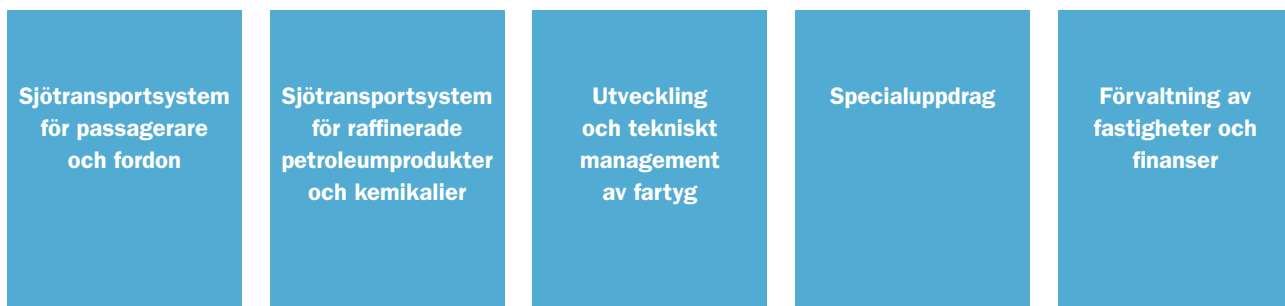 Sjötransportsystem
för passagerare
och fordon
Sjötransportsystem
för raffinerade
petroleumprodukter
och kemikalier
Utveckling
och tekniskt
management
av fartyg
Specialuppdrag
Förvaltning av
fastigheter och
finanser